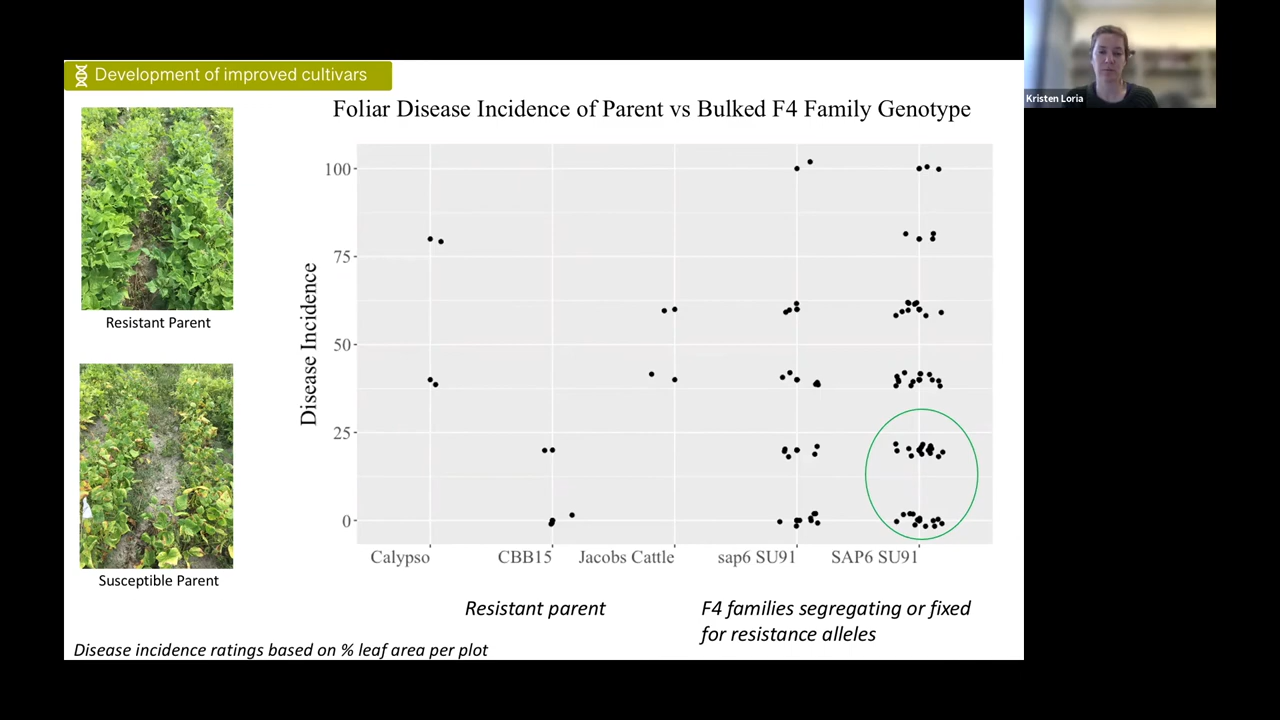 Development of improved cultivars
Kristen Loria
Foliar Disease Incidence of Parent vs Bulked F4 Family Genotype
Resistant Parent
Susceptible Parent
Disease Incidence
100
75
50
25
0
Calypso
CBB15
Jacobs Cattle
sap6 SU91
SAP6 SU91
Resistant parent
F4 families segregating or fixed
for resistance alleles
Disease incidence ratings based on % leaf area per plot